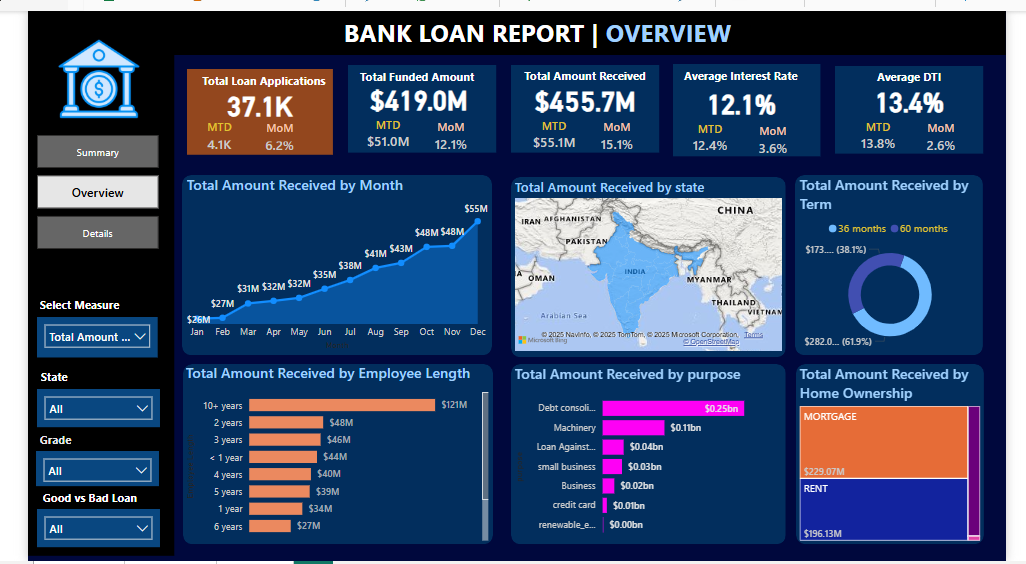 BANK LOAN REPORT | OVERVIEW
Total Loan Applications
37.1K
MTD MoM
4.1K 6.2%
Total Funded Amount
$419.0M
MTD MoM
$51.0M 12.1%
Total Amount Received
$455.7M
MTD MoM
$55.1M 15.1%
Average Interest Rate
12.1%
MTD MoM
12.4% 3.6%
Average DTI
13.4%
MTD MoM
13.8% 2.6%
Summary
Overview
Details
Select Measure
Total Amount ...
State
All
Grade
All
Good vs Bad Loan
All
Total Amount Received by Month
$26M
$27M
$31M
$32M
$32M
$35M
$38M
$41M
$43M
$48M
$48M
$55M
Jan Feb Mar Apr May Jun Jul Aug Sep Oct Nov Dec
Total Amount Received by state
CHINA
IRAN
AFGHANISTAN
PAKISTAN
OMAN
INDIA
MYANMAR
THAILAND
VIETNAM
Arabian Sea
© 2025 NavInfo, © 2025 TomTom, © 2025 Microsoft Corporation, Terms
© OpenStreetMap
Microsoft Bing
Total Amount Received by
Term
36 months 60 months
$173.... (38.1%)
$282.0... (61.9%)
Total Amount Received by Employee Length
10+ years $121M
2 years $48M
3 years $46M
< 1 year $44M
4 years $40M
5 years $39M
1 year $34M
6 years $27M
Total Amount Received by purpose
Debt consoli... $0.25bn
Machinery $0.11bn
Loan Against... $0.04bn
small business $0.03bn
Business $0.02bn
credit card $0.01bn
renewable_e... $0.00bn
Total Amount Received by
Home Ownership
MORTGAGE
$229.07M
RENT
$196.13M